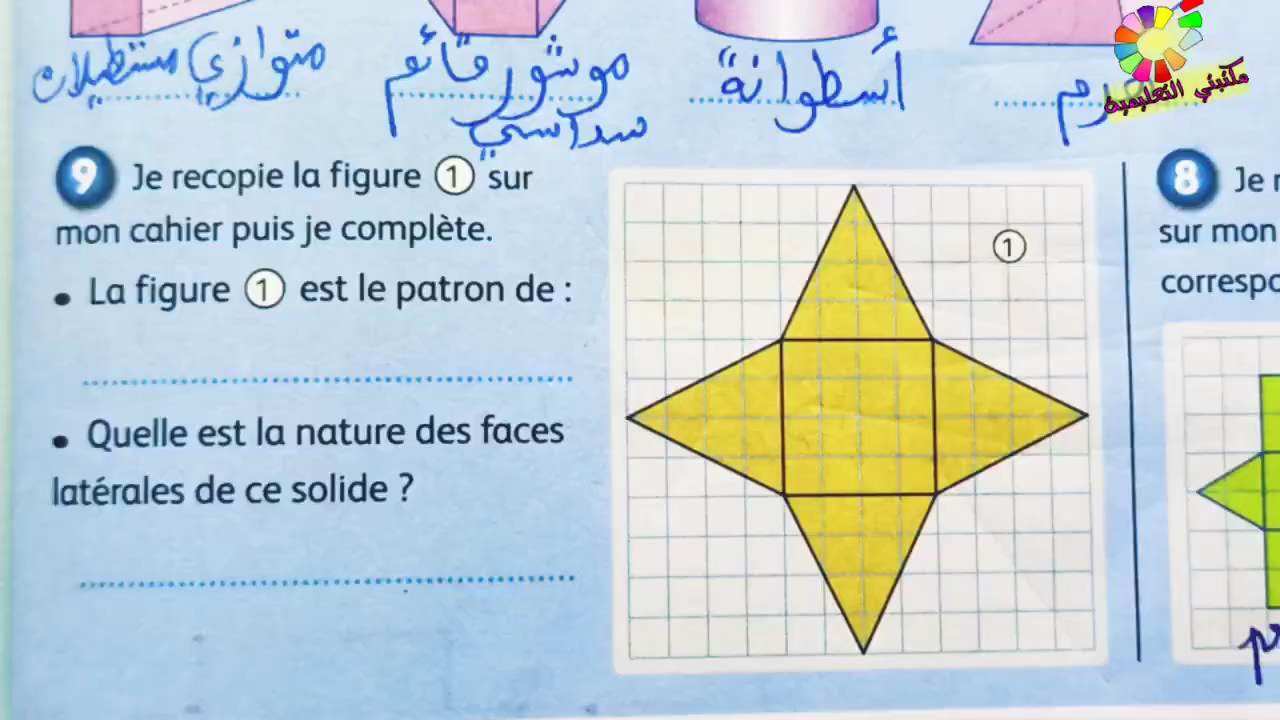 متوازي مستطيلات
موشور قائم
سداسي
أسطوانة
مكتبتي التعليمية
9 Je recopie la figure 1 sur
mon cahier puis je complète.
• La figure 1 est le patron de :
• Quelle est la nature des faces
latérales de ce solide ?
1
8 Je
sur mon
corresp